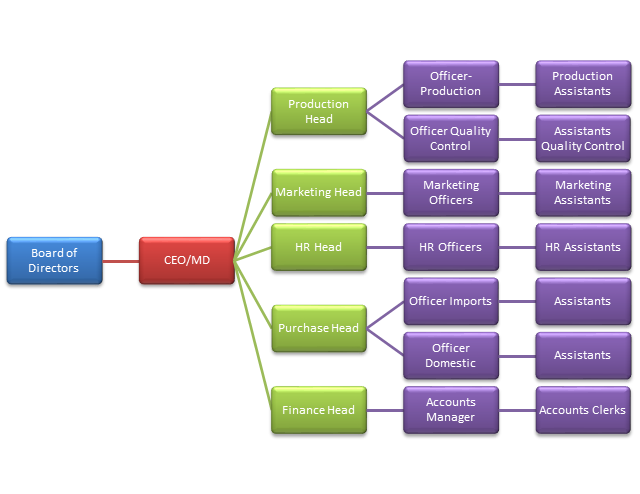 Board of
Directors
CEO/MD
Production
Head
Officer-
Production
Production
Assistants
Officer Quality
Control
Assistants
Quality Control
Marketing Head
Marketing
Officers
Marketing
Assistants
HR Head
HR Officers
HR Assistants
Purchase Head
Officer Imports
Assistants
Officer
Domestic
Assistants
Finance Head
Accounts
Manager
Accounts Clerks